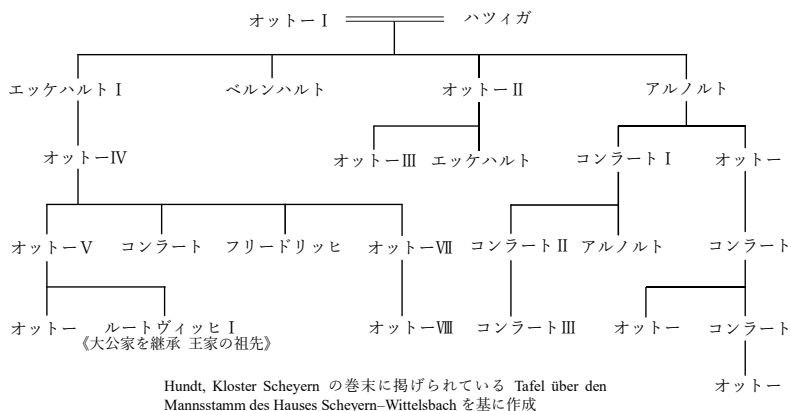 オットーⅠ ハツィガ
エッケハルトⅠ ベルンハルト オットーⅡ アルノルト
オットーⅣ オットーⅢ エッケハルト コンラートⅠ オットー
オットーⅤ コンラート フリードリッヒ オットーⅦ コンラートⅡ アルノルト コンラート
オットー ルートヴィッヒⅠ オットーⅧ コンラートⅢ オットー コンラート
《大公家を継承 王家の祖先》
オットー
Hundt, Kloster Scheyern の巻末に掲げられている Tafel über den
Mannsstamm des Hauses Scheyern–Wittelsbach を基に作成